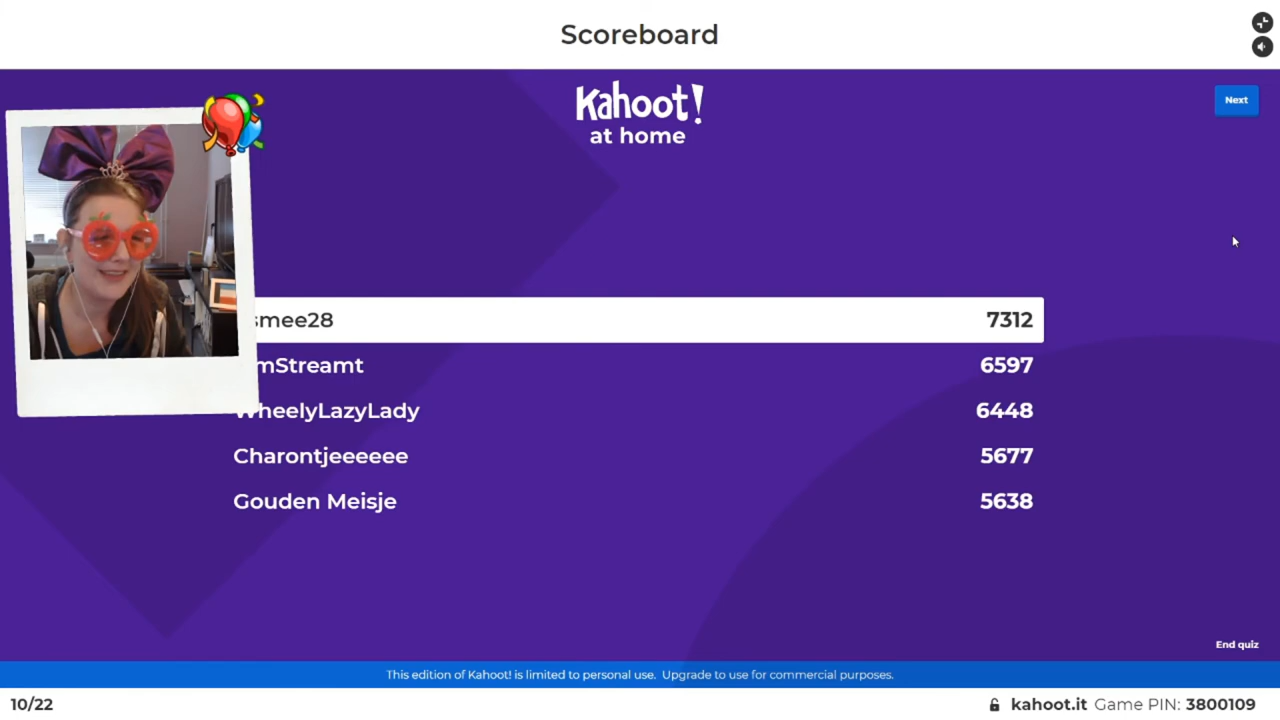 Scoreboard
Kahoot!
at home
Next
smee28 7312
mStreamt 6597
WheelyLazyLady 6448
Charontjeeeeee 5677
Gouden Meisje 5638
End quiz
This edition of Kahoot! is limited to personal use. Upgrade to use for commercial purposes.
10/22
kahoot.it Game PIN: 3800109